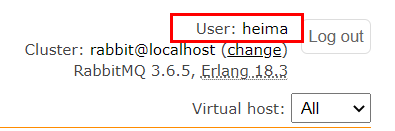 User: heima
Log out
Cluster: rabbit@localhost (change)
RabbitMQ 3.6.5, Erlang 18.3
Virtual host: All